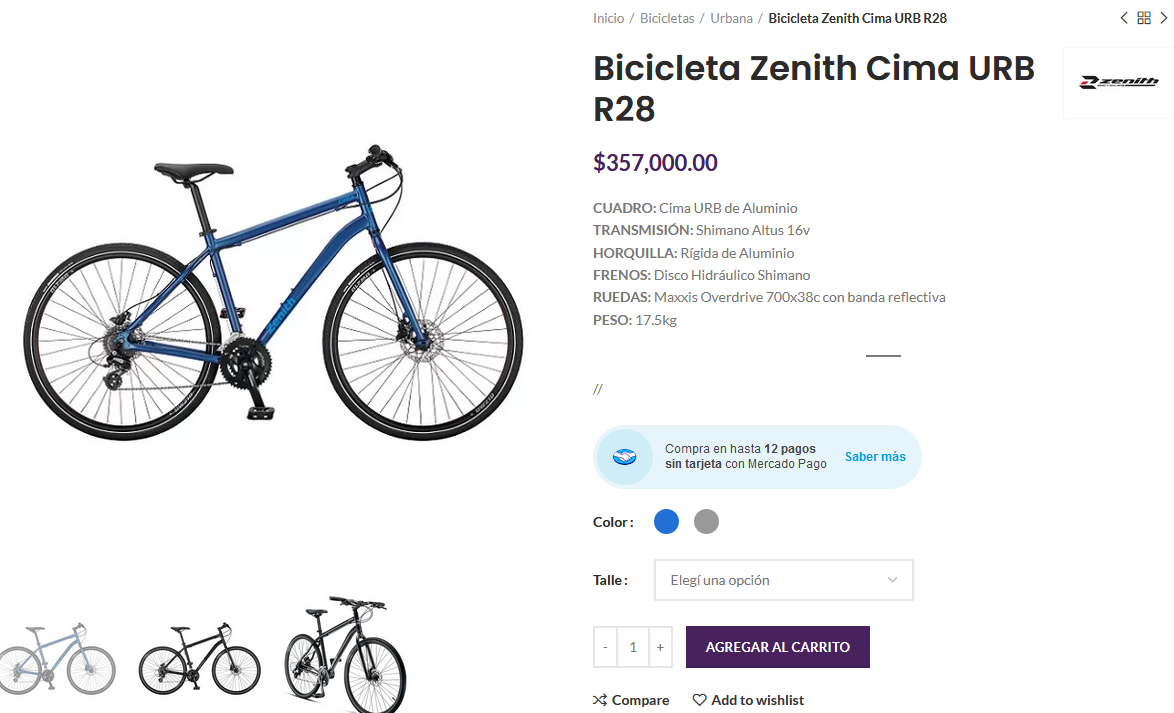 Inicio / Bicicletas / Urbana / Bicicleta Zenith Cima URB R28
Bicicleta Zenith Cima URB
R28
zenith
BICYCLES
$357,000.00
CUADRO: Cima URB de Aluminio
TRANSMISIÓN: Shimano Altus 16v
HORQUILLA: Rígida de Aluminio
FRENOS: Disco Hidráulico Shimano
RUEDAS: Maxxis Overdrive 700x38c con banda reflectiva
PESO: 17.5kg
//
Compra en hasta 12 pagos
sin tarjeta con Mercado Pago
Saber más
Color :
Talle :
Elegí una opción
- 1 +
AGREGAR AL CARRITO
Compare
Add to wishlist
Zenith